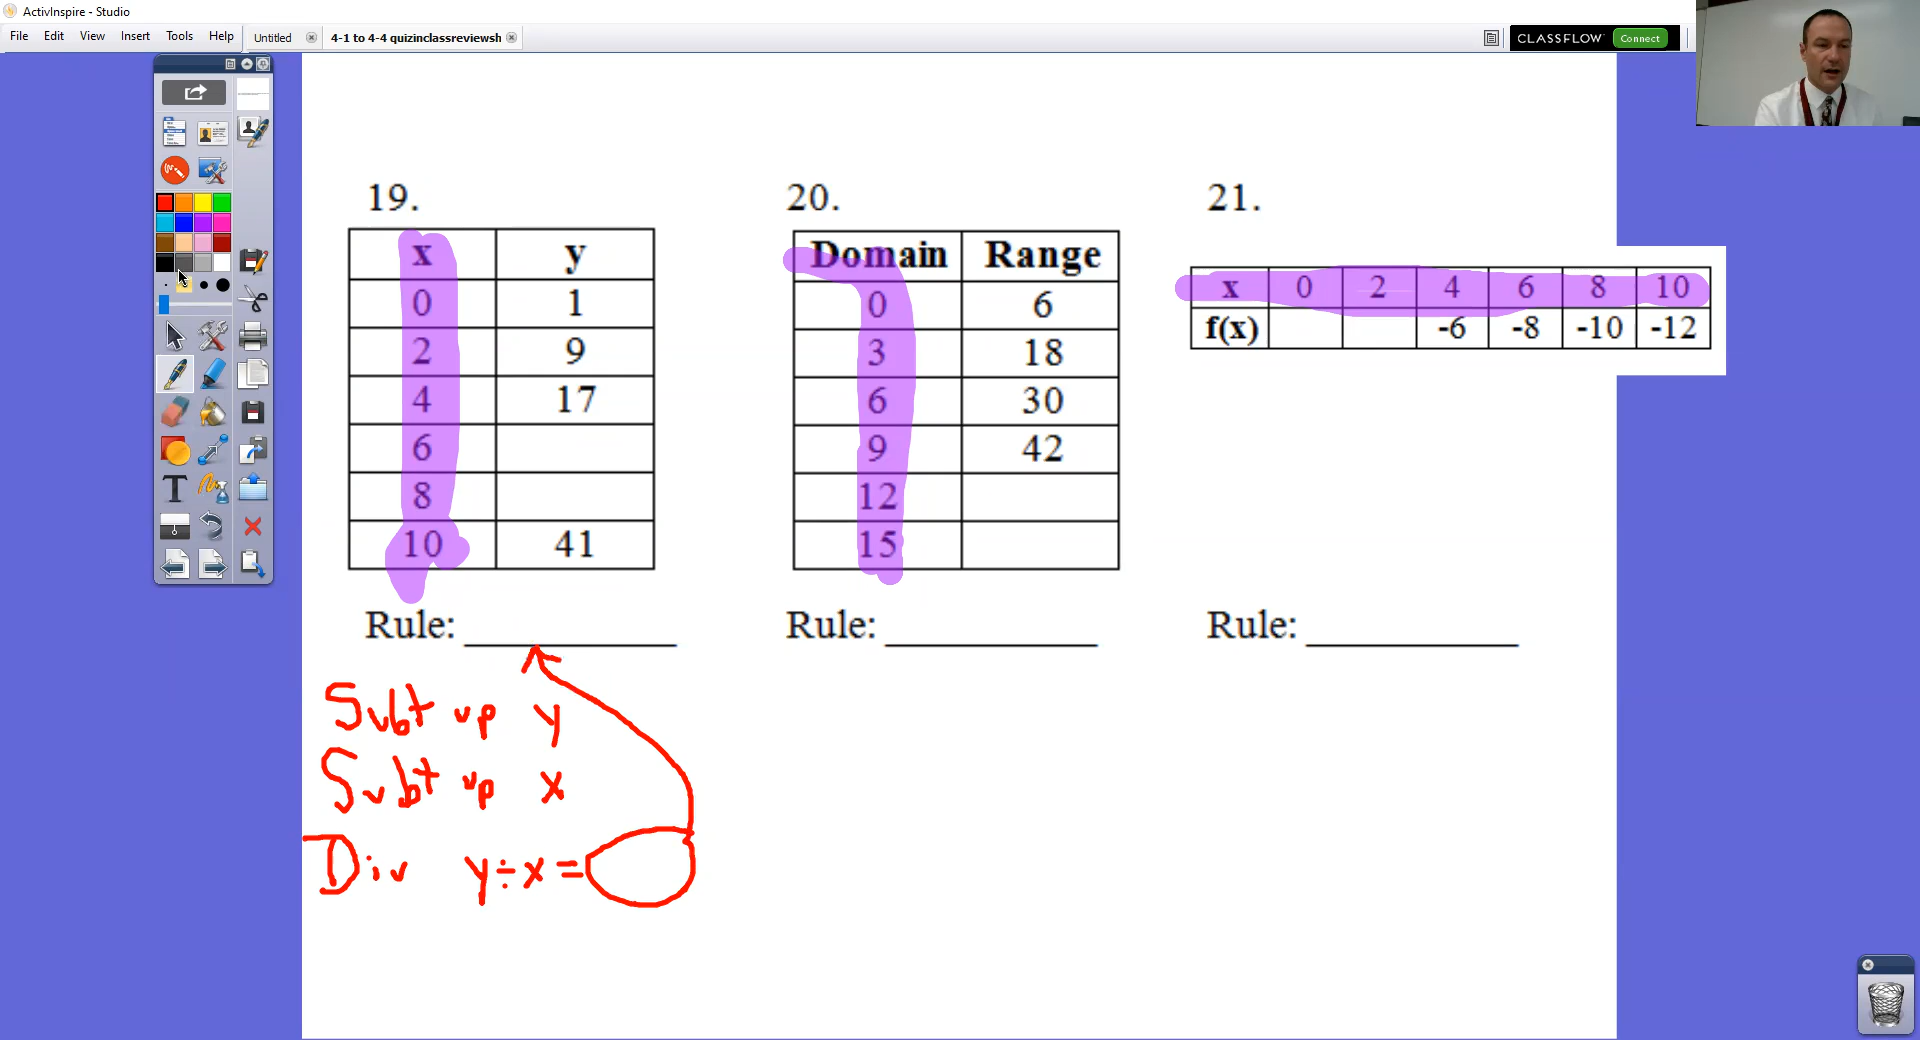 ActivInspire - Studio
File Edit View Insert Tools Help Untitled 4-1 to 4-4 quizinclassreviewsh CLASSFLOW Connect
19.
x y
0 1
2 9
4 17
6
8
10 41
Rule: ___________
Subt up y
Subt up x
Div y÷x=
20.
Domain Range
0 6
3 18
6 30
9 42
12
15
Rule: ___________
21.
x 0 2 4 6 8 10
f(x) -6 -8 -10 -12
Rule: ___________
T